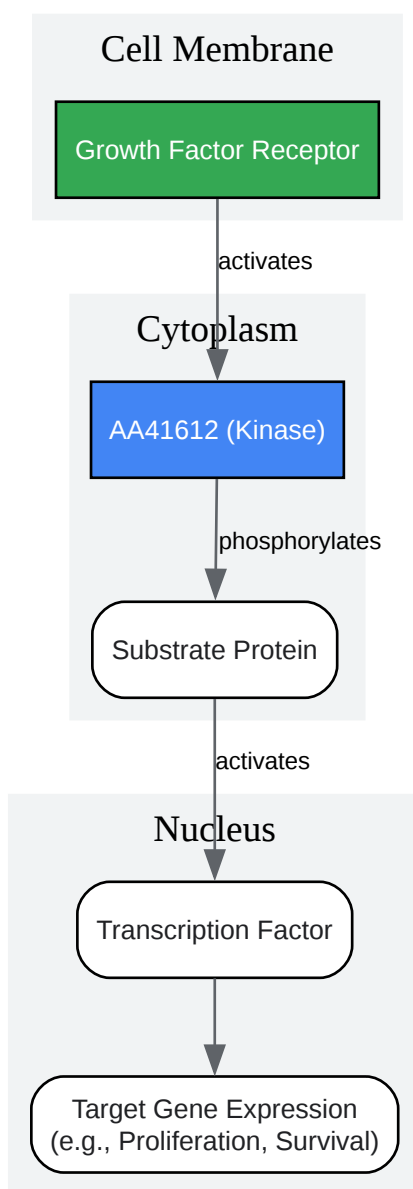 Cell Membrane
Growth Factor Receptor
activates
Cytoplasm
AA41612 (Kinase)
phosphorylates
Substrate Protein
activates
Nucleus
Transcription Factor
Target Gene Expression
(e.g., Proliferation, Survival)